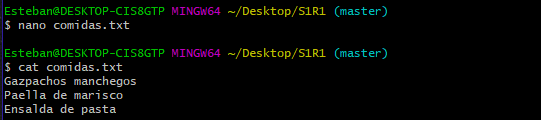 Esteban@DESKTOP-CIS8GTP MINGW64 ~/Desktop/S1R1 (master)
$ nano comidas.txt
Esteban@DESKTOP-CIS8GTP MINGW64 ~/Desktop/S1R1 (master)
$ cat comidas.txt
Gazpachos manchegos
Paella de marisco
Ensalda de pasta